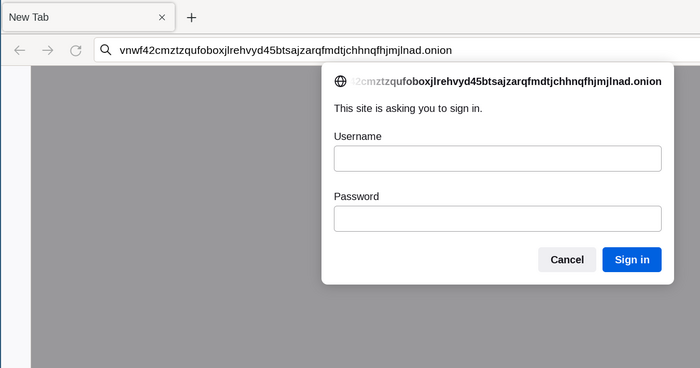 New Tab
vnwf42cmztzqufoboxjlrehvyd45btsajzarqfmdtjchhnqfhjmjlnad.onion
2cmztzqufoboxjlrehvyd45btsajzarqfmdtjchhnqfhjmjlnad.onion
This site is asking you to sign in.
Username
Password
Cancel Sign in